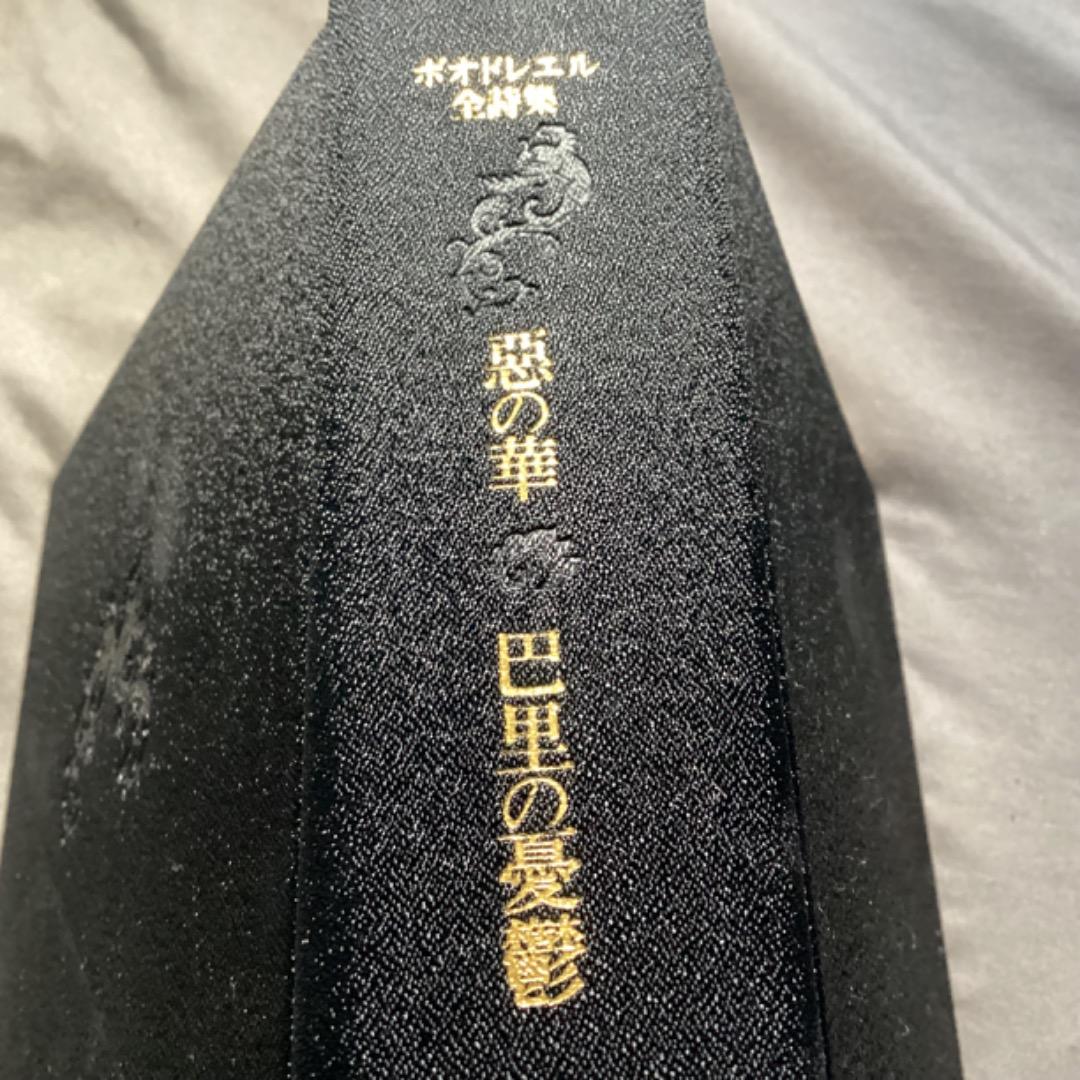 ボオドレエル
全詩集
惡の華
巴里の憂鬱